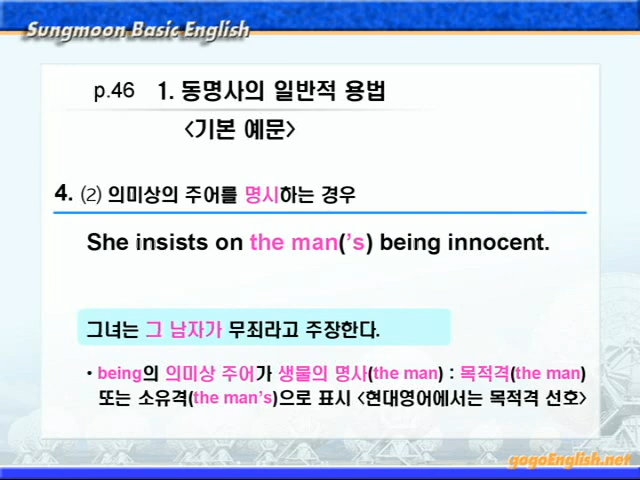 Sungmoon Basic English
p.46 1. 동명사의 일반적 용법
<기본 예문>
4. (2) 의미상의 주어를 명시하는 경우
She insists on the man('s) being innocent.
그녀는 그 남자가 무죄라고 주장한다.
• being의 의미상 주어가 생물의 명사(the man) : 목적격(the man)
또는 소유격(the man's)으로 표시 <현대영어에서는 목적격 선호>
gogoEnglish.net